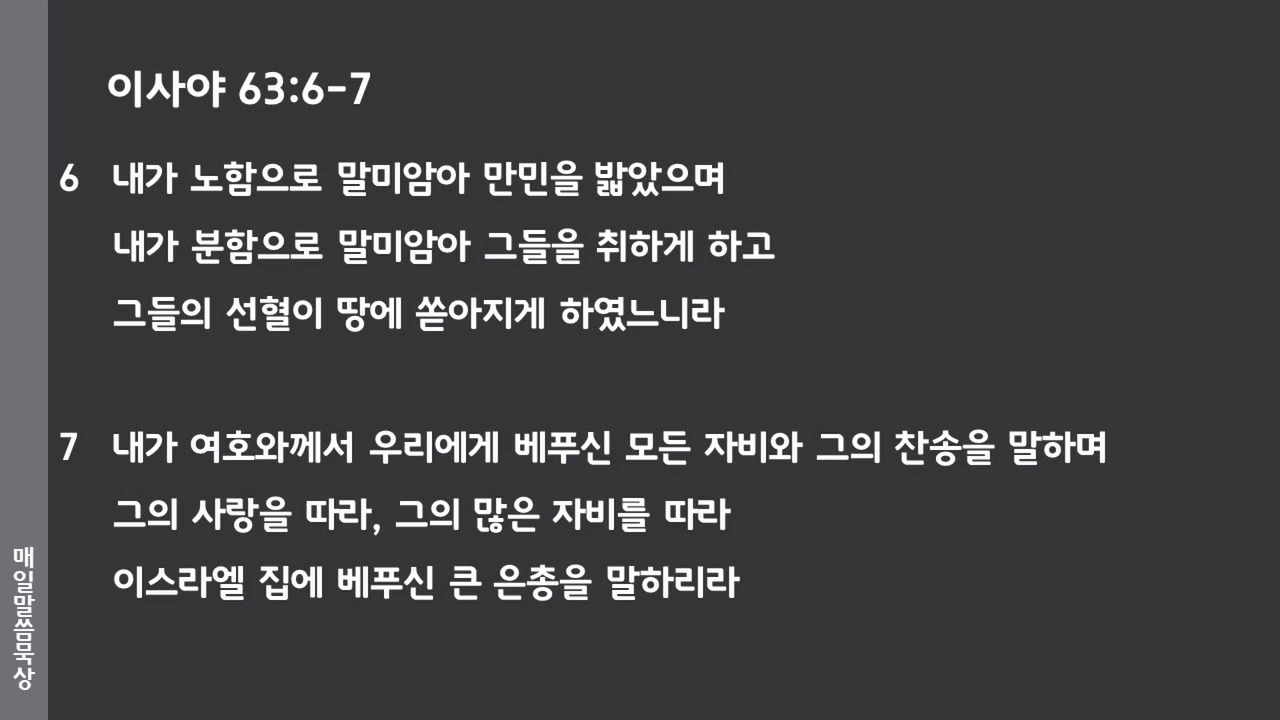 이사야 63:6-7
6 내가 노함으로 말미암아 만민을 밟았으며
내가 분함으로 말미암아 그들을 취하게 하고
그들의 선혈이 땅에 쏟아지게 하였느니라
7 내가 여호와께서 우리에게 베푸신 모든 자비와 그의 찬송을 말하며
그의 사랑을 따라, 그의 많은 자비를 따라
이스라엘 집에 베푸신 큰 은총을 말하리라
매일말씀묵상